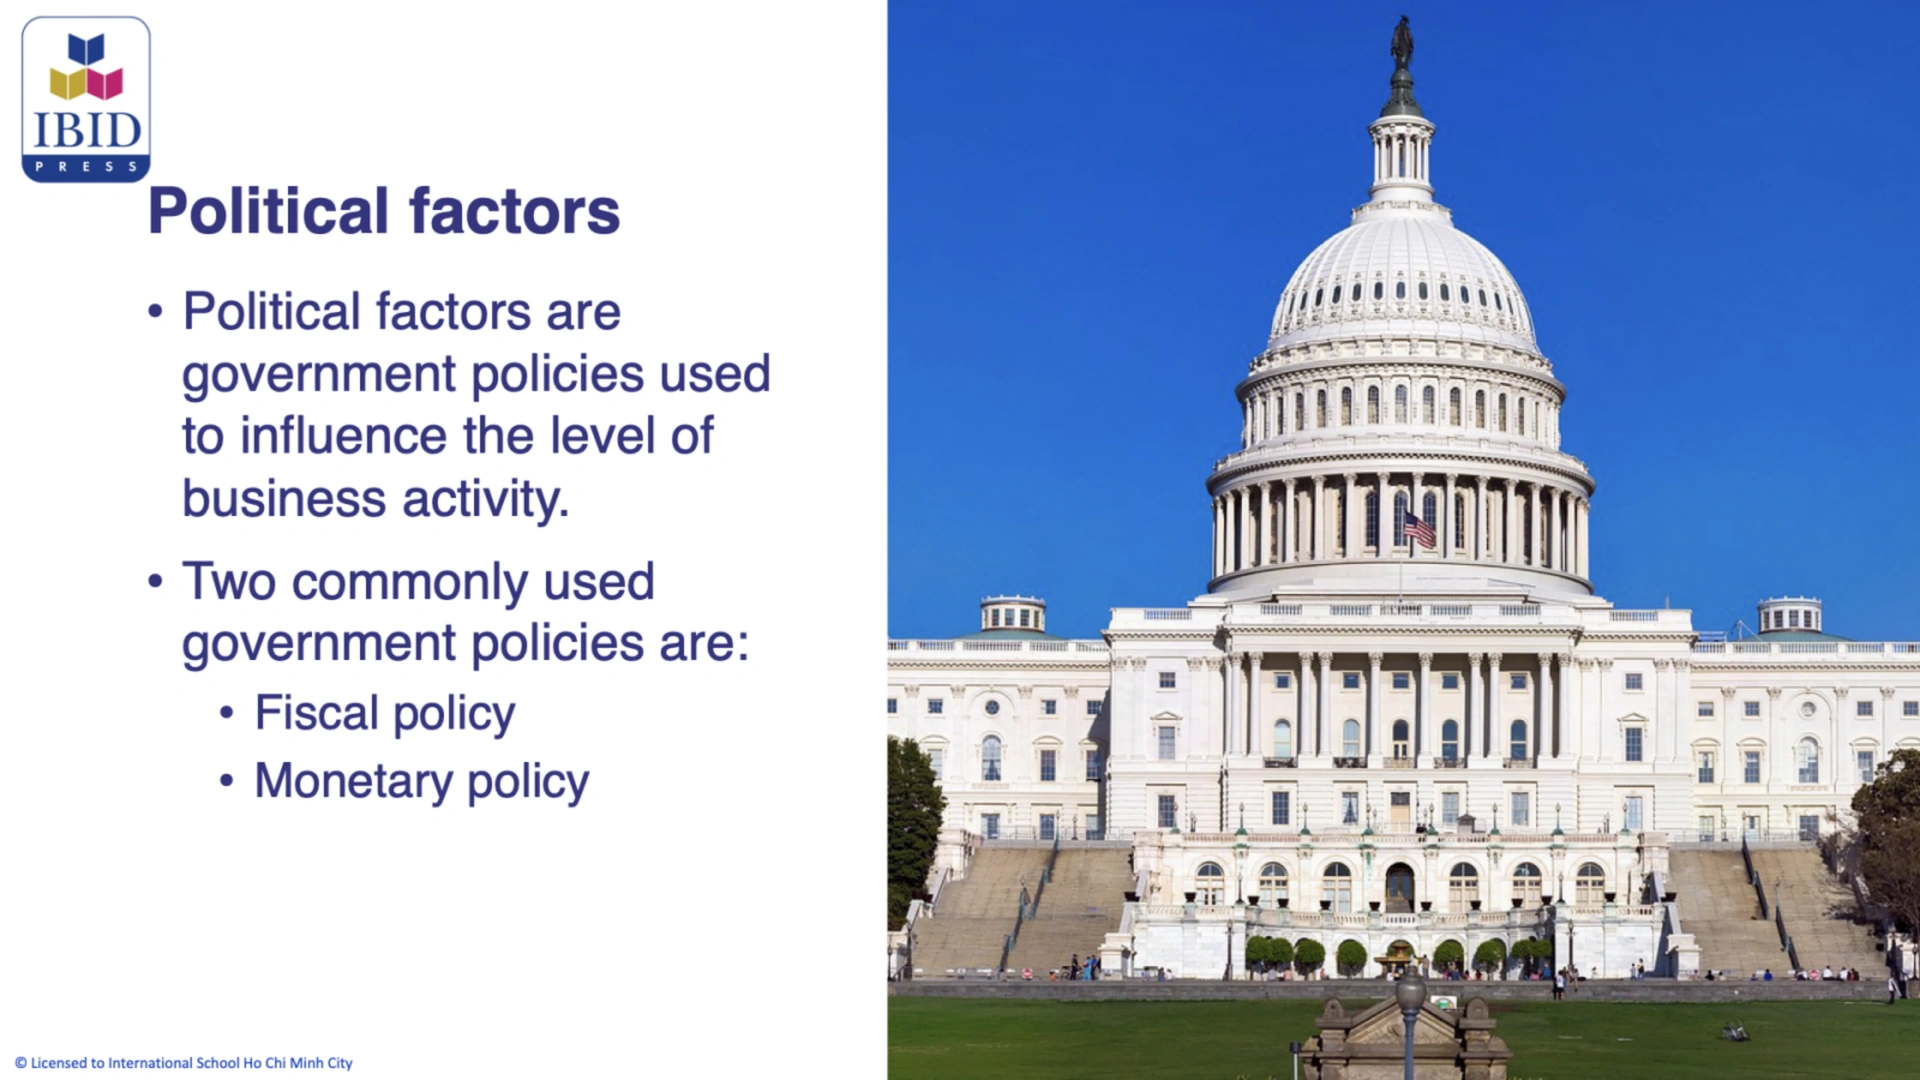 IBID
PRESS
Political factors
• Political factors are
government policies used
to influence the level of
business activity.
• Two commonly used
government policies are:
• Fiscal policy
• Monetary policy
© Licensed to International School Ho Chi Minh City